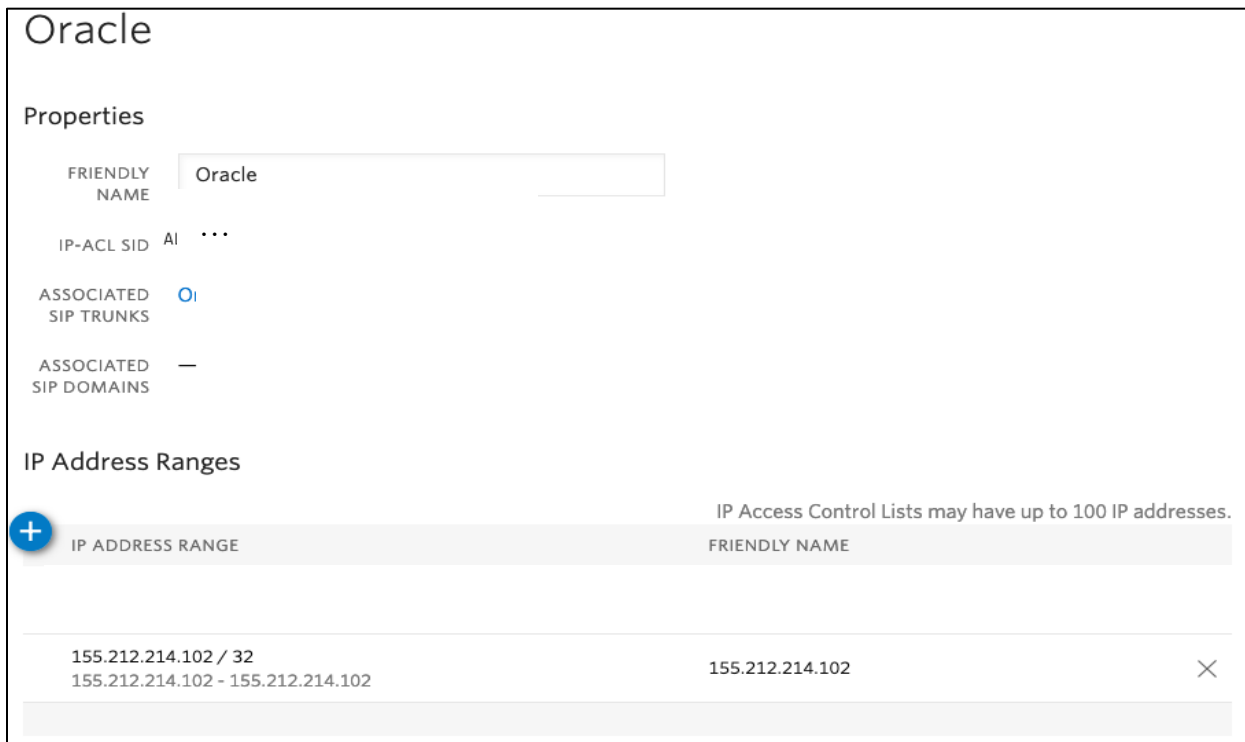 Oracle
Properties
FRIENDLY NAME
Oracle
IP-ACL SID
AI ...
ASSOCIATED SIP TRUNKS
ASSOCIATED SIP DOMAINS
—
IP Address Ranges
IP Access Control Lists may have up to 100 IP addresses.
+
IP ADDRESS RANGE
FRIENDLY NAME
155.212.214.102 / 32
155.212.214.102 - 155.212.214.102
155.212.214.102